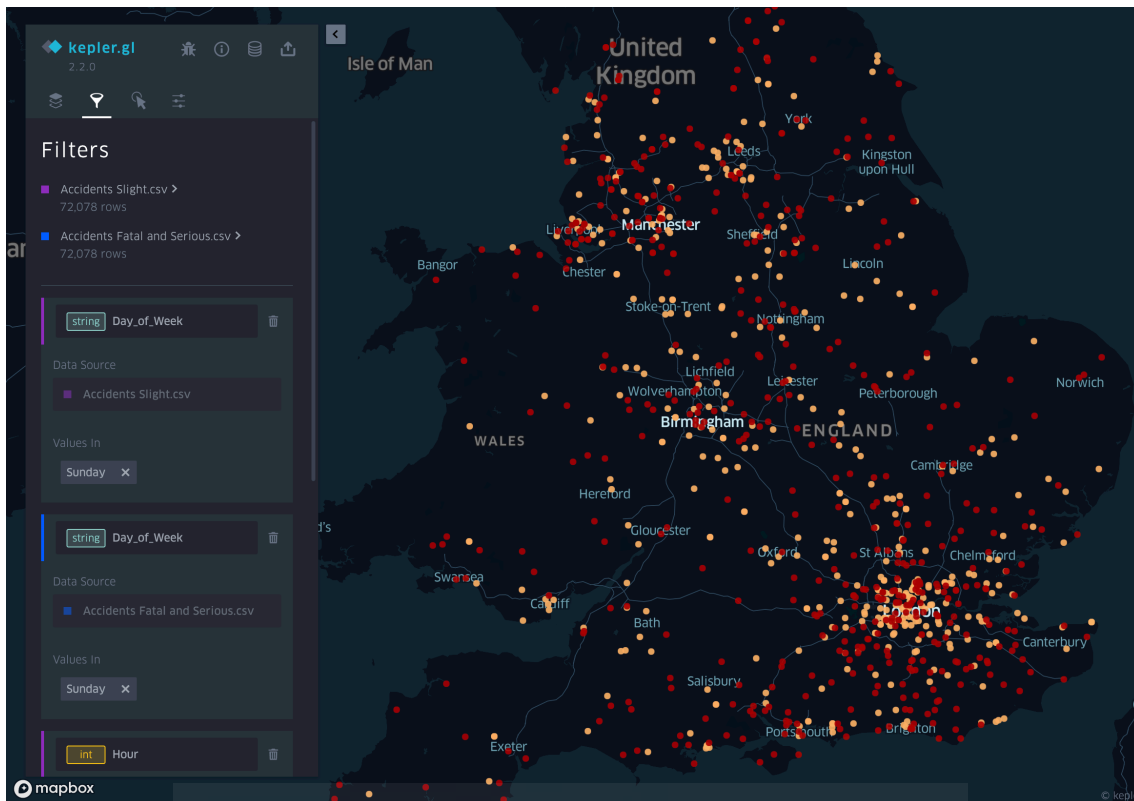 kepler.gl
2.2.0
Filters
Accidents Slight.csv
72,078 rows
Accidents Fatal and Serious.csv
72,078 rows
string Day_of_Week
Data Source
Accidents Slight.csv
Values In
Sunday
string Day_of_Week
Data Source
Accidents Fatal and Serious.csv
Values In
Sunday
int Hour
mapbox
United
Kingdom
Isle of Man
York
Leeds
Kingston
upon Hull
Liverpool
Manchester
Sheffield
Bangor
Chester
Lincoln
Stoke-on-Trent
Nottingham
Lichfield
Wolverhampton
Leicester
Peterborough
Norwich
Birmingham
ENGLAND
WALES
Cambridge
Hereford
Gloucester
Oxford
St Albans
Chelmsford
Swansea
Cardiff
London
Bath
Canterbury
Salisbury
Portsmouth
Brighton
Exeter
© kepl